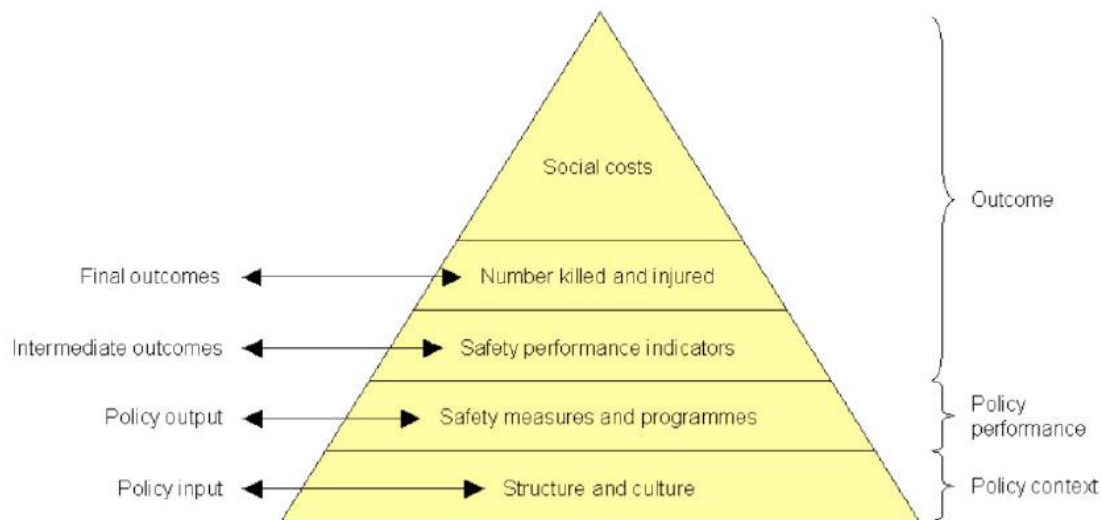 Social costs
Outcome
Final outcomes
Number killed and injured
Intermediate outcomes
Safety performance indicators
Policy output
Safety measures and programmes
Policy
performance
Policy input
Structure and culture
Policy context